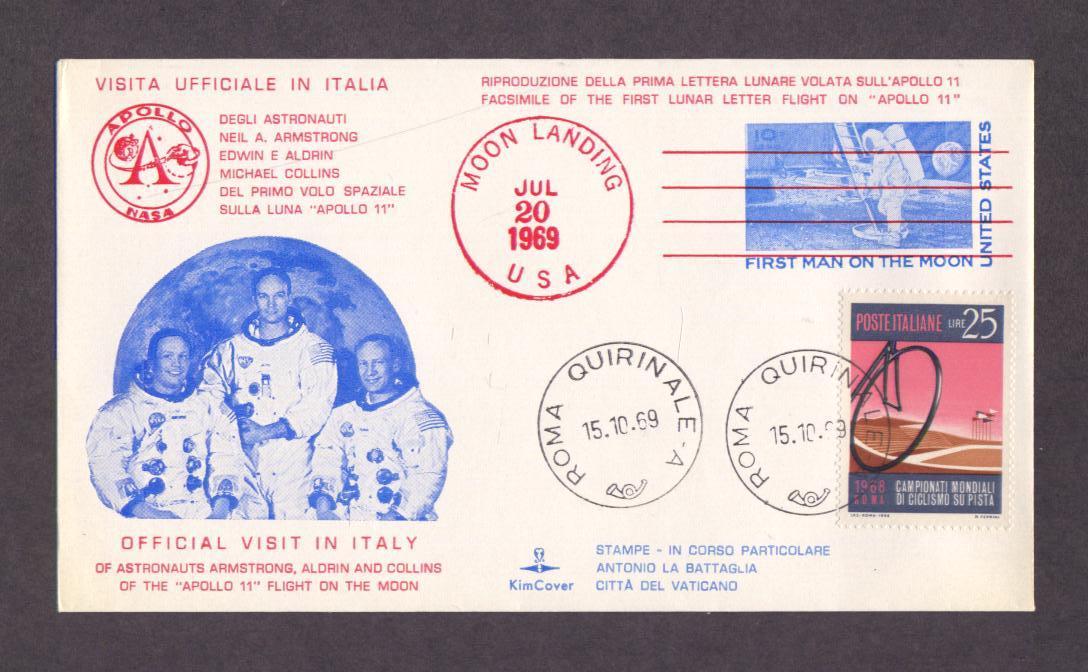 VISITA UFFICIALE IN ITALIA
APOLLO
NASA
DEGLI ASTRONAUTI
NEIL A. ARMSTRONG
EDWIN E ALDRIN
MICHAEL COLLINS
DEL PRIMO VOLO SPAZIALE
SULLA LUNA "APOLLO 11"
RIPRODUZIONE DELLA PRIMA LETTERA LUNARE VOLATA SULL'APOLLO 11
FACSIMILE OF THE FIRST LUNAR LETTER FLIGHT ON "APOLLO 11"
MOON LANDING
JUL
20
1969
USA
10
FIRST MAN ON THE MOON
UNITED STATES
POSTE ITALIANE LIRE 25
1968
ROMA
CAMPIONATI MONDIALI
DI CICLISMO SU PISTA
ROMA QUIRINALE-A
15.10.69
ROMA QUIRINALE
15.10.69
OFFICIAL VISIT IN ITALY
OF ASTRONAUTS ARMSTRONG, ALDRIN AND COLLINS
OF THE "APOLLO 11" FLIGHT ON THE MOON
KimCover
STAMPE - IN CORSO PARTICOLARE
ANTONIO LA BATTAGLIA
CITTÀ DEL VATICANO